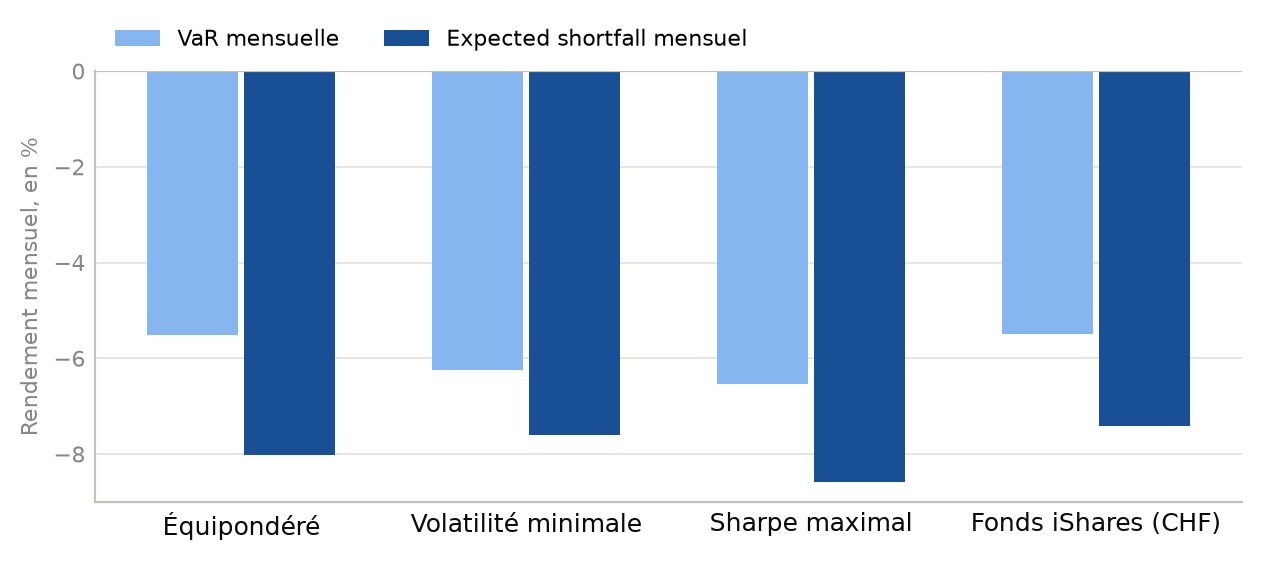 VaR mensuelle Expected shortfall mensuel
Rendement mensuel, en %
0
−2
−4
−6
−8
Équipondéré Volatilité minimale Sharpe maximal Fonds iShares (CHF)